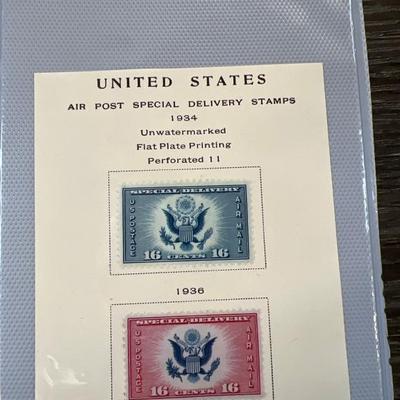 UNITED STATES
AIR POST SPECIAL DELIVERY STAMPS
1934
Unwatermarked
Flat Plate Printing
Perforated 11
SPECIAL DELIVERY
U.S. POSTAGE
AIR MAIL
16 CENTS 16
1936
SPECIAL DELIVERY
U.S. POSTAGE
AIR MAIL
16 CENTS 16